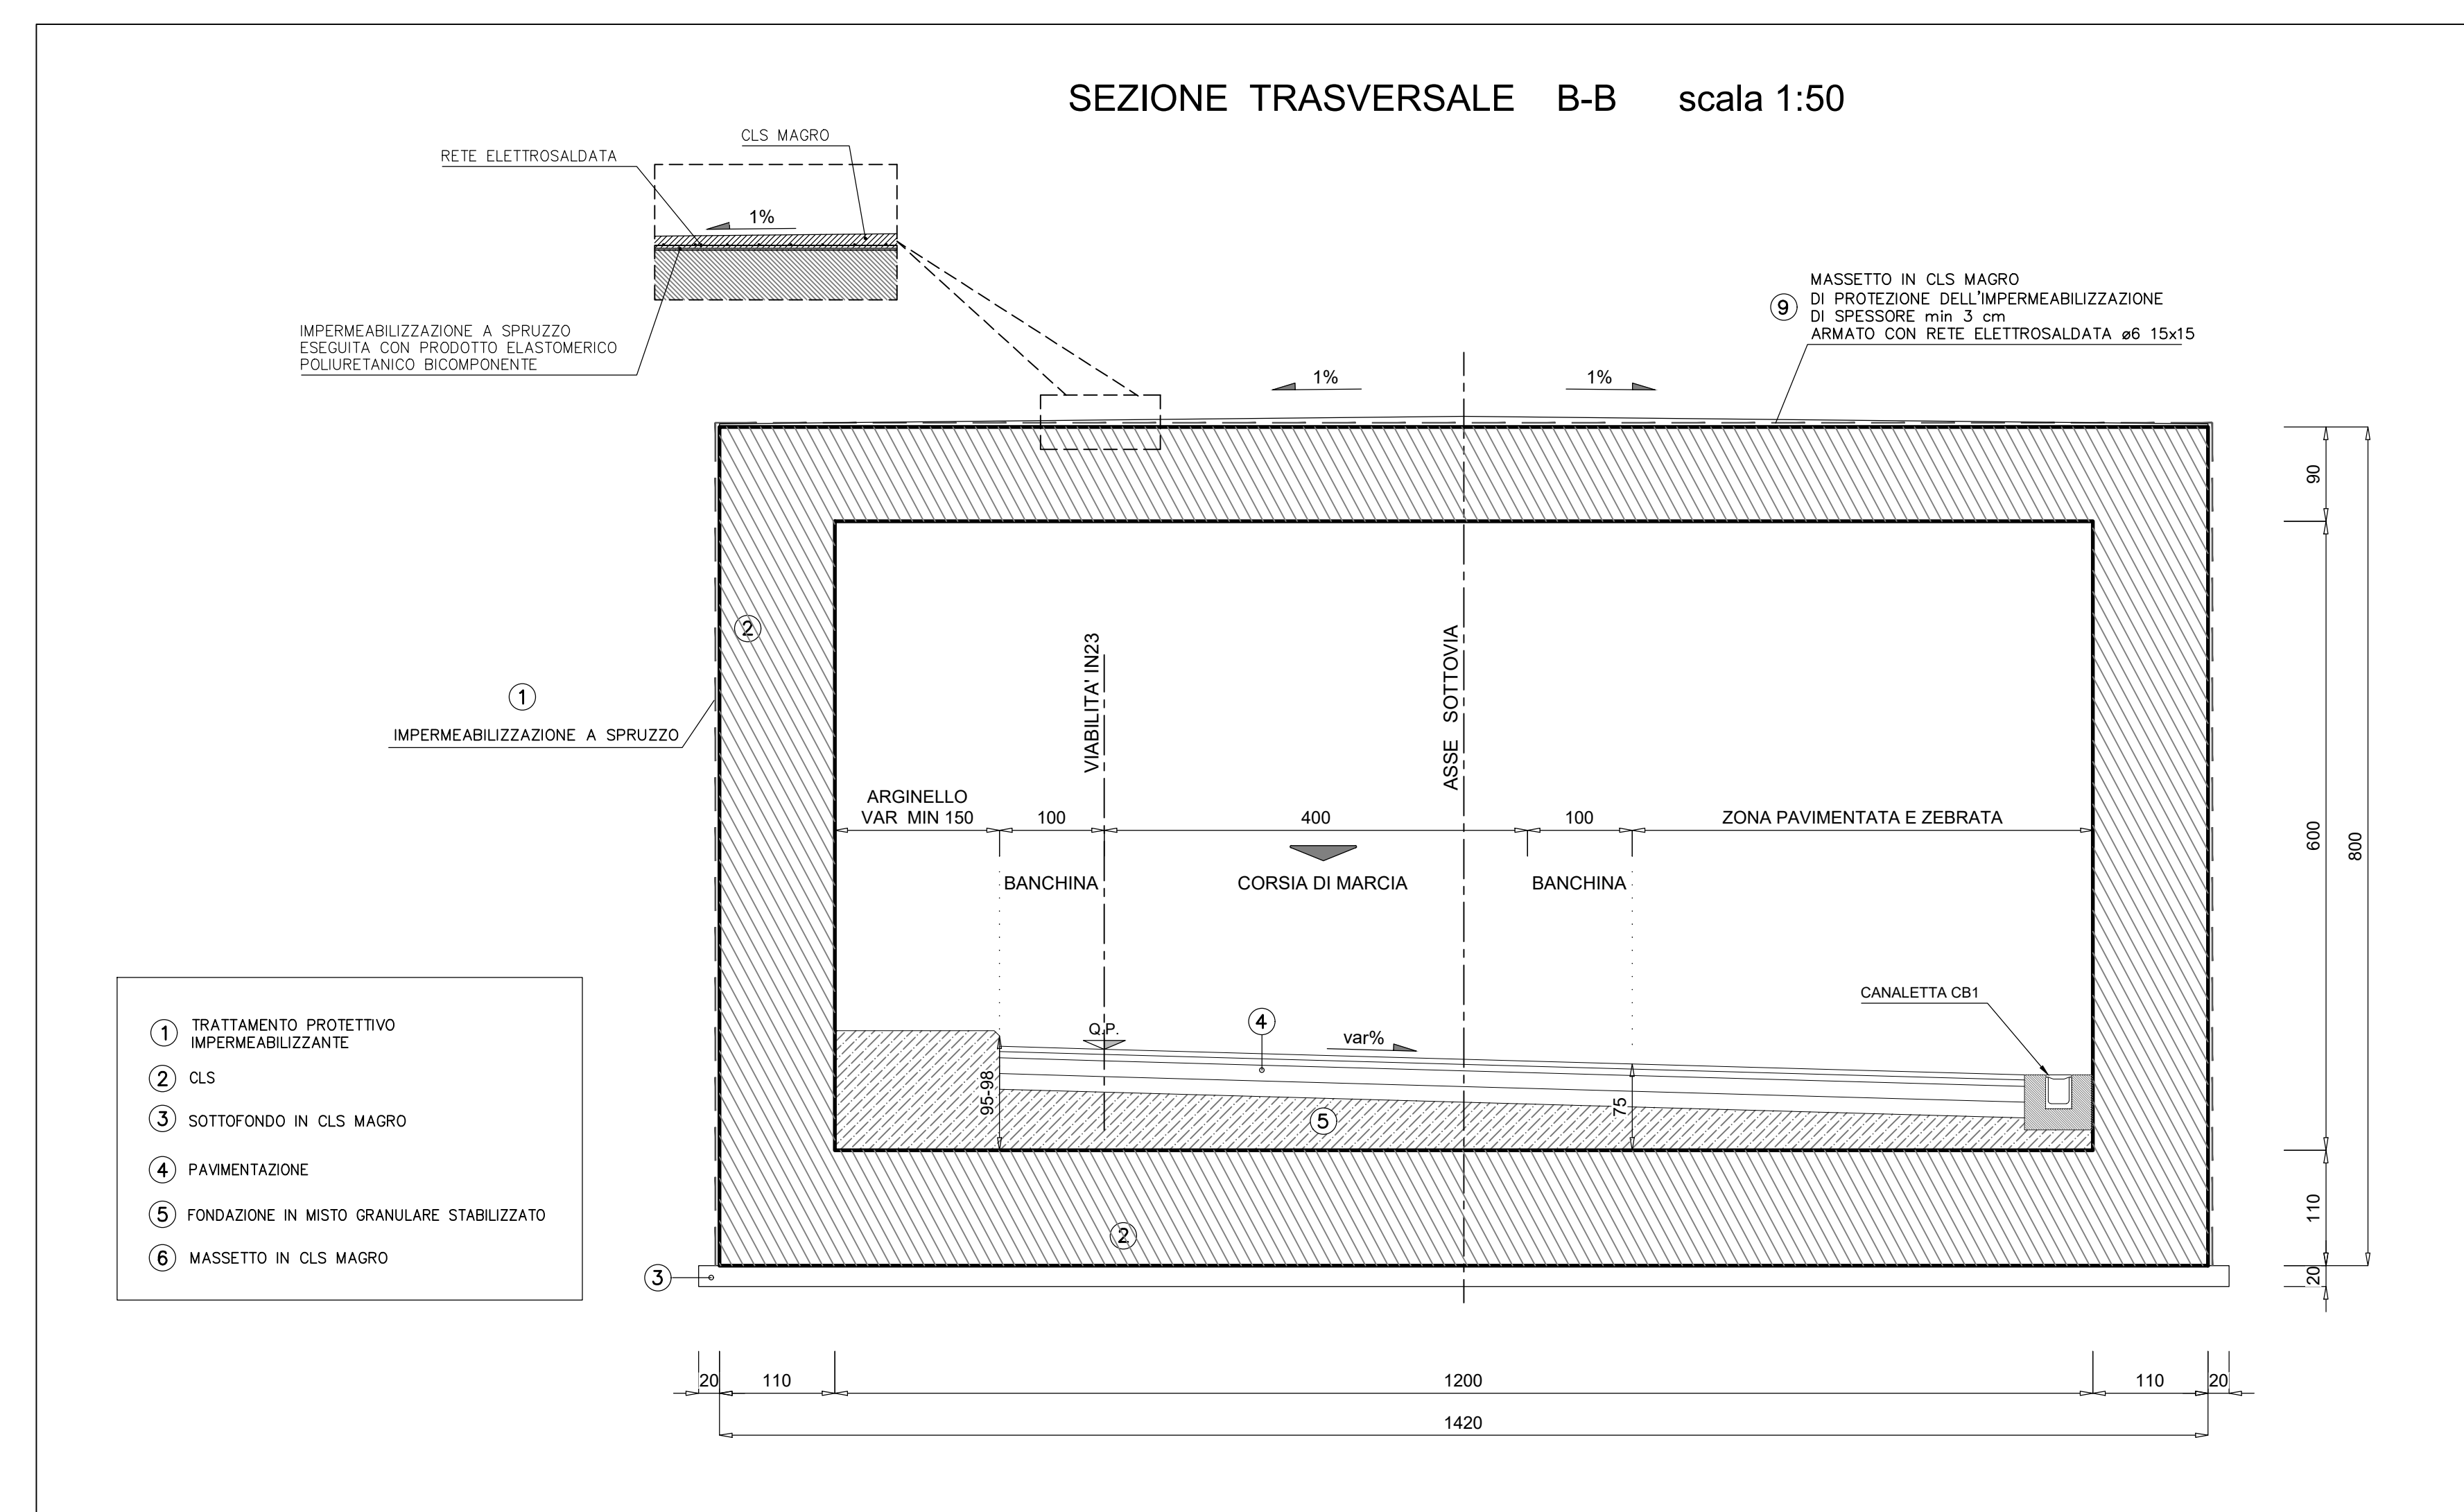 SEZIONE TRASVERSALE B-B scala 1:50
CLS MAGRO
RETE ELETTROSALDATA
1%
IMPERMEABILIZZAZIONE A SPRUZZO
ESEGUITA CON PRODOTTO ELASTOMERICO
POLIURETANICO BICOMPONENTE
9
MASSETTO IN CLS MAGRO
DI PROTEZIONE DELL'IMPERMEABILIZZAZIONE
DI SPESSORE min 3 cm
ARMATO CON RETE ELETTROSALDATA ø6 15x15
1%
1%
90
600
800
110
20
2
1
IMPERMEABILIZZAZIONE A SPRUZZO
VIABILITA' IN23
ASSE SOTTOVIA
ARGINELLO
VAR MIN 150
100
400
100
ZONA PAVIMENTATA E ZEBRATA
BANCHINA
CORSIA DI MARCIA
BANCHINA
CANALETTA CB1
Q.P.
4
var%
95-98
75
5
2
3
1 TRATTAMENTO PROTETTIVO
IMPERMEABILIZZANTE
2 CLS
3 SOTTOFONDO IN CLS MAGRO
4 PAVIMENTAZIONE
5 FONDAZIONE IN MISTO GRANULARE STABILIZZATO
6 MASSETTO IN CLS MAGRO
20
110
1200
110
20
1420